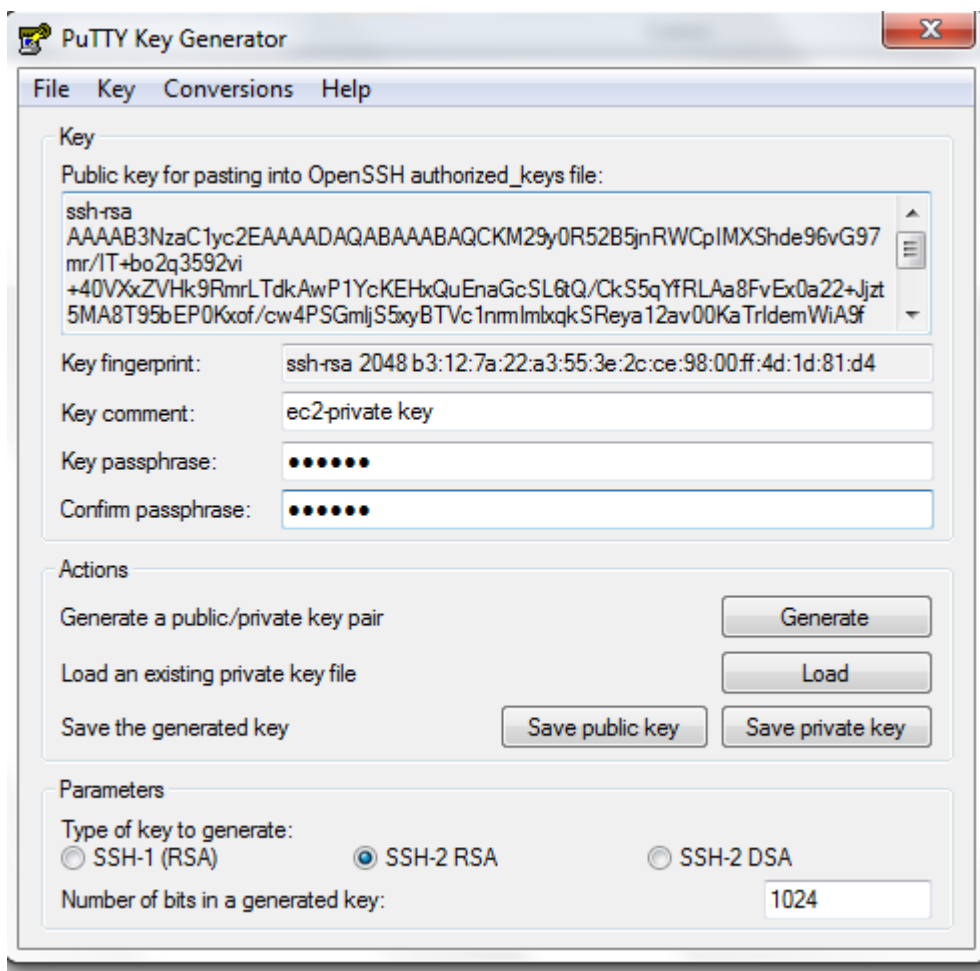 PuTTY Key Generator
File Key Conversions Help
Key
Public key for pasting into OpenSSH authorized_keys file:
ssh-rsa
AAAAB3NzaC1yc2EAAAADAQABAAABAQCKM29y0R52B5jnRWCpIMXShde96vG97
mr/IT+bo2q3592vi
+40VXxZVHk9RmrLTdkAwP1YcKEHxQuEnaGcSL6tQ/CkS5qYfRLAa8FvEx0a22+Jjzt
5MA8T95bEP0Kxof/cw4PSGmljS5xyBTVc1nrmImlxqkSReya12av00KaTrldemWiA9f
Key fingerprint: ssh-rsa 2048 b3:12:7a:22:a3:55:3e:2c:ce:98:00:ff:4d:1d:81:d4
Key comment: ec2-private key
Key passphrase: ●●●●●●
Confirm passphrase: ●●●●●●
Actions
Generate a public/private key pair Generate
Load an existing private key file Load
Save the generated key Save public key Save private key
Parameters
Type of key to generate:
SSH-1 (RSA) SSH-2 RSA SSH-2 DSA
Number of bits in a generated key: 1024